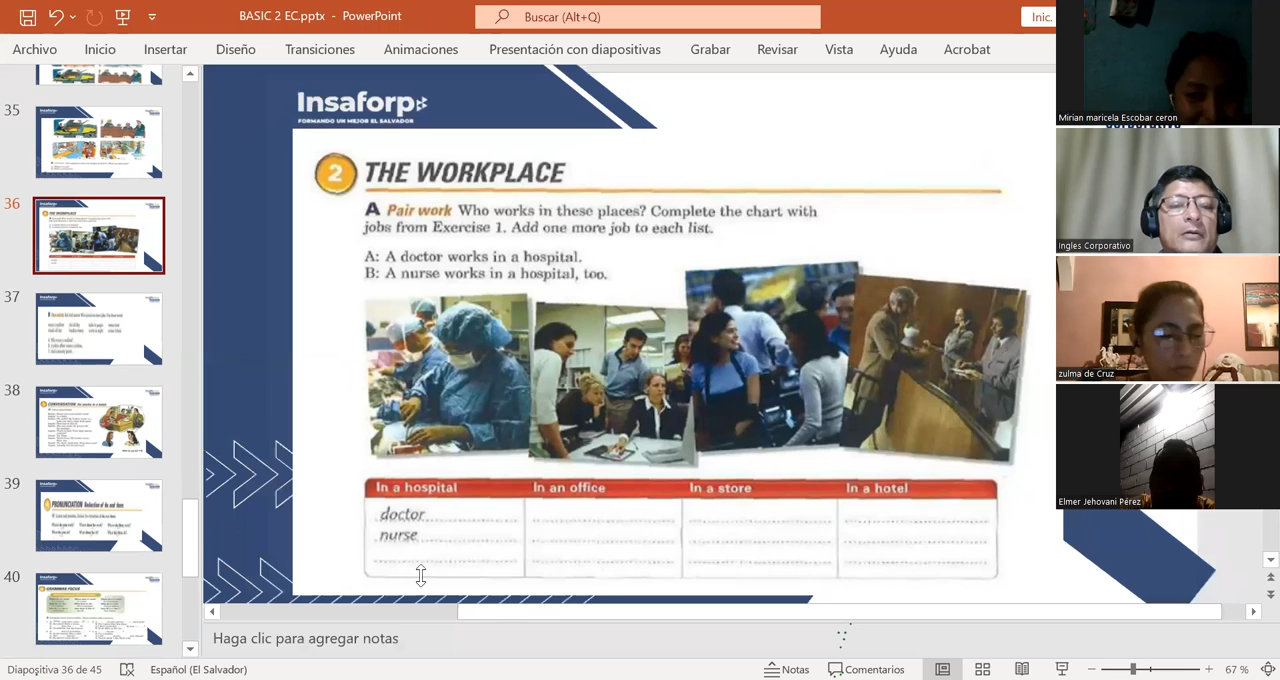 BASIC 2 EC.pptx - PowerPoint
Buscar (Alt+Q)
Inic.
Archivo Inicio Insertar Diseño Transiciones Animaciones Presentación con diapositivas Grabar Revisar Vista Ayuda Acrobat
35
36
37
38
39
40
Insaforp
FORMANDO UN MEJOR EL SALVADOR
2 THE WORKPLACE
A Pair work Who works in these places? Complete the chart with
jobs from Exercise 1. Add one more job to each list.
A: A doctor works in a hospital.
B: A nurse works in a hospital, too.
In a hospital In an office In a store In a hotel
doctor
nurse
Mirian maricela Escobar ceron
Ingles Corporativo
zulma de Cruz
Elmer Jehovani Pérez
Haga clic para agregar notas
Diapositiva 36 de 45 Español (El Salvador) Notas Comentarios 67 %